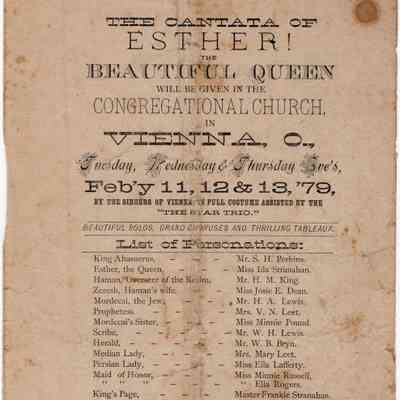 THE CANTATA OF
ESTHER!
THE
BEAUTIFUL QUEEN
WILL BE GIVEN IN THE
CONGREGATIONAL CHURCH,
IN
VIENNA, O.,
Tuesday, Wednesday & Thursday Eve's,
Feb'y 11, 12 & 13, '79,
BY THE SINGERS OF VIENNA, IN FULL COSTUME ASSISTED BY THE
"THE STAR TRIO."
BEAUTIFUL SOLOS, GRAND CHORUSES AND THRILLING TABLEAUX.
List of Personations:
King Ahasuerus, - - - Mr. S. H. Perkins.
Esther, the Queen, - - - Miss Ida Stranahan.
Haman, Overseer of the Realm, - Mr. H. M. King.
Zeresh, Haman's wife, - - Miss Josie E. Dean.
Mordecai, the Jew, - - - Mr. H. A. Lewis.
Prophetess, - - - Mrs. V. N. Leet.
Mordecai's Sister, - - - Miss Minnie Pound.
Scribe, - - - - Mr. W. H. Lewis.
Herald, - - - - Mr. W. B. Bryn.
Median Lady, - - - Mrs. Mary Leet.
Persian Lady, - - - Miss Ella Lafferty.
Maid of Honor, - - - Miss Minnie Russell.
" " " - - - " Ella Rogers.
King's Page, - - - Master Frankie Stranahan.